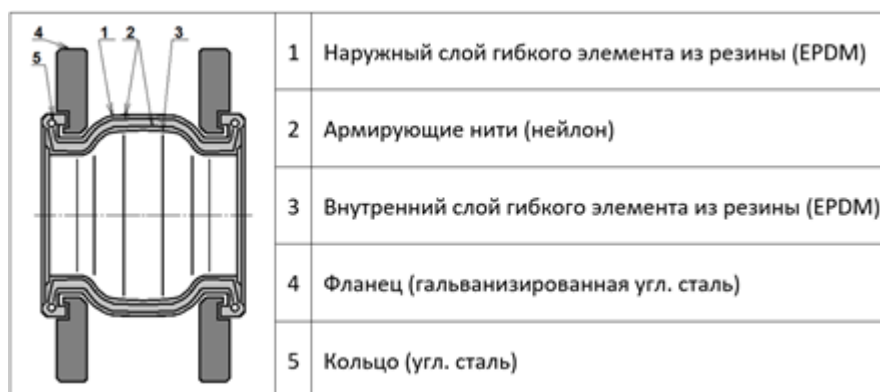 4 1 2 3
5
1 Наружный слой гибкого элемента из резины (EPDM)
2 Армирующие нити (нейлон)
3 Внутренний слой гибкого элемента из резины (EPDM)
4 Фланец (гальванизированная угл. сталь)
5 Кольцо (угл. сталь)